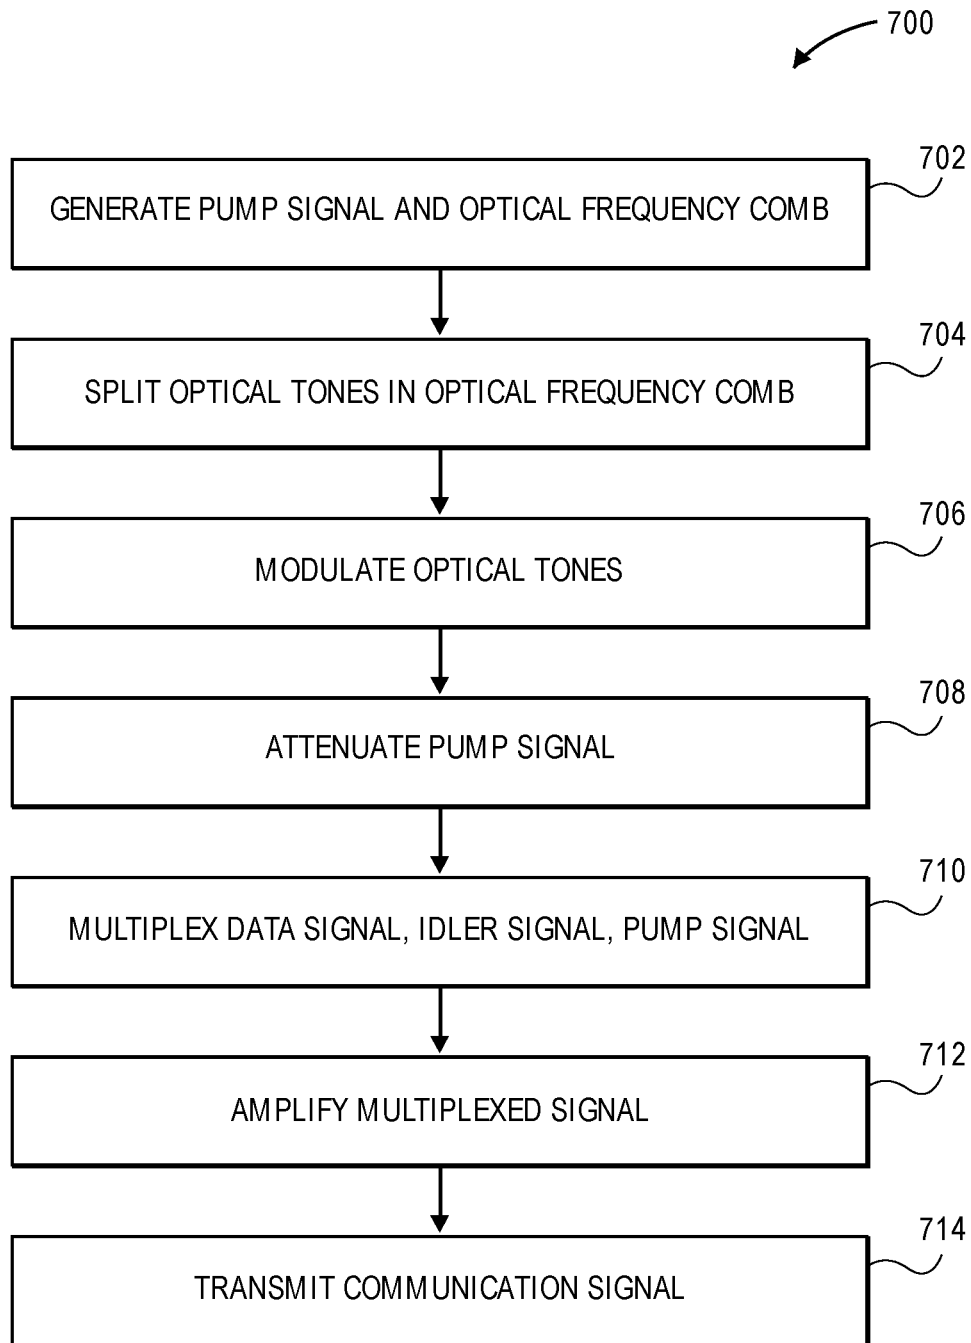 700
702
GENERATE PUMP SIGNAL AND OPTICAL FREQUENCY COMB
704
SPLIT OPTICAL TONES IN OPTICAL FREQUENCY COMB
706
MODULATE OPTICAL TONES
708
ATTENUATE PUMP SIGNAL
710
MULTIPLEX DATA SIGNAL, IDLER SIGNAL, PUMP SIGNAL
712
AMPLIFY MULTIPLEXED SIGNAL
714
TRANSMIT COMMUNICATION SIGNAL